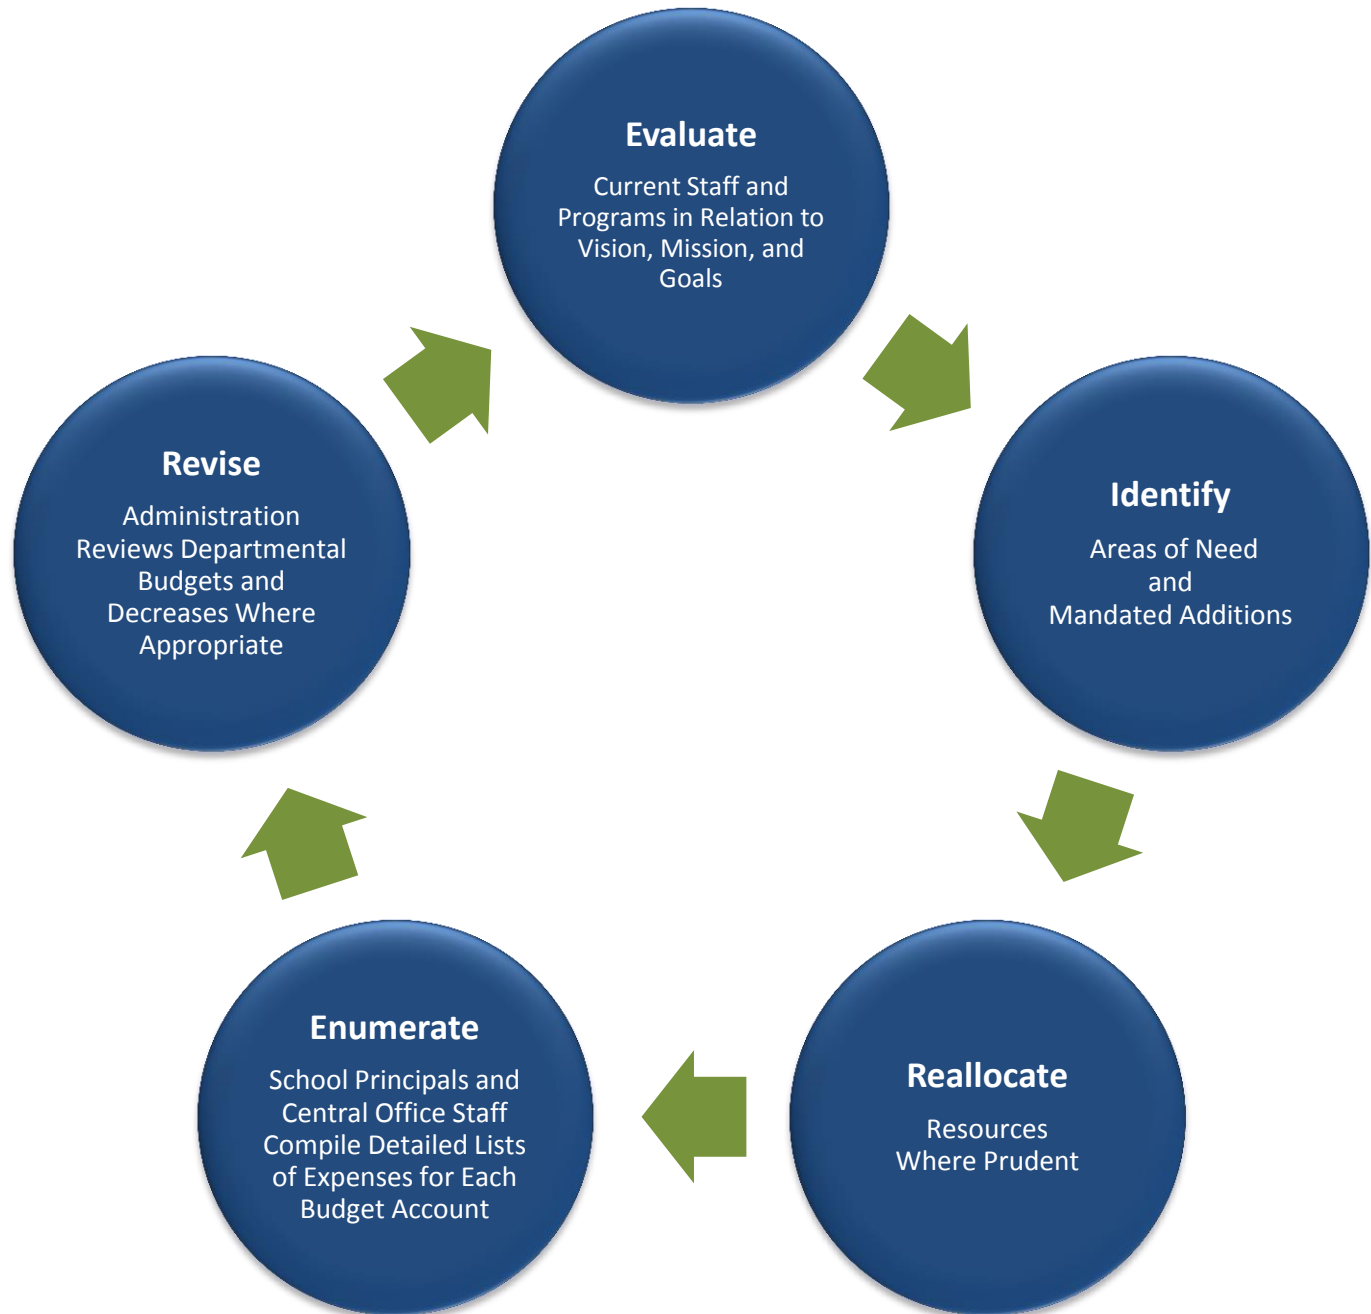 Evaluate
Current Staff and
Programs in Relation to
Vision, Mission, and
Goals
Identify
Areas of Need
and
Mandated Additions
Reallocate
Resources
Where Prudent
Enumerate
School Principals and
Central Office Staff
Compile Detailed Lists
of Expenses for Each
Budget Account
Revise
Administration
Reviews Departmental
Budgets and
Decreases Where
Appropriate